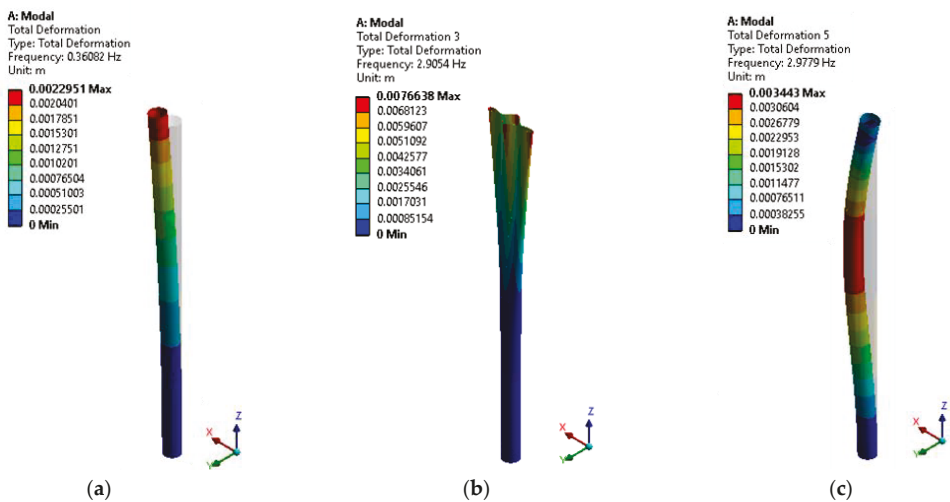 A: Modal
Total Deformation
Type: Total Deformation
Frequency: 0.36082 Hz
Unit: m
0.0022951 Max
0.0020401
0.0017851
0.0015301
0.0012751
0.0010201
0.00076504
0.00051003
0.00025501
0 Min
X
Y
Z
(a)
A: Modal
Total Deformation 3
Type: Total Deformation
Frequency: 2.9054 Hz
Unit: m
0.0076638 Max
0.0068123
0.0059607
0.0051092
0.0042577
0.0034061
0.0025546
0.0017031
0.00085154
0 Min
X
Y
Z
(b)
A: Modal
Total Deformation 5
Type: Total Deformation
Frequency: 2.9779 Hz
Unit: m
0.003443 Max
0.0030604
0.0026779
0.0022953
0.0019128
0.0015302
0.0011477
0.00076511
0.00038255
0 Min
X
Y
Z
(c)